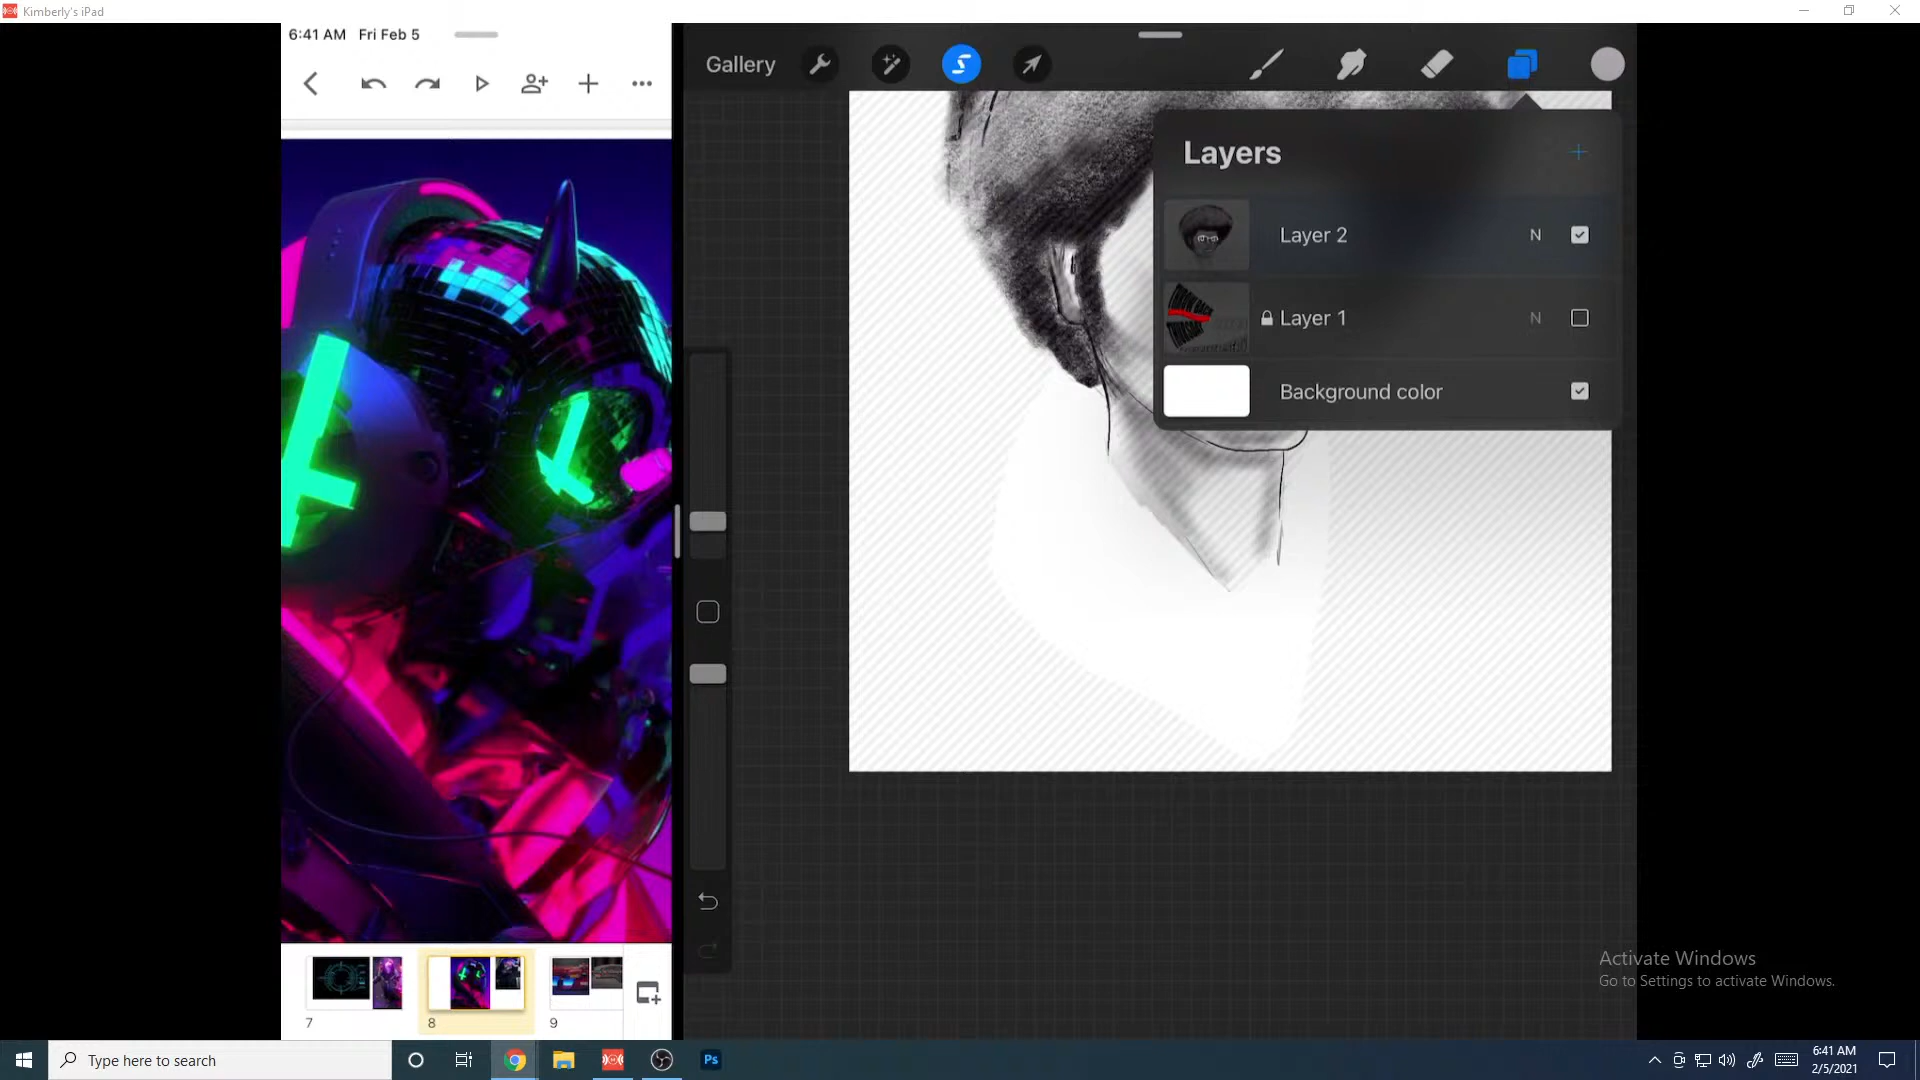 Kimberly's iPad
6:41 AM Fri Feb 5
Gallery
Layers
Layer 2
N
Layer 1
N
Background color
7
8
9
Activate Windows
Go to Settings to activate Windows.
Type here to search
Ps
6:41 AM
2/5/2021